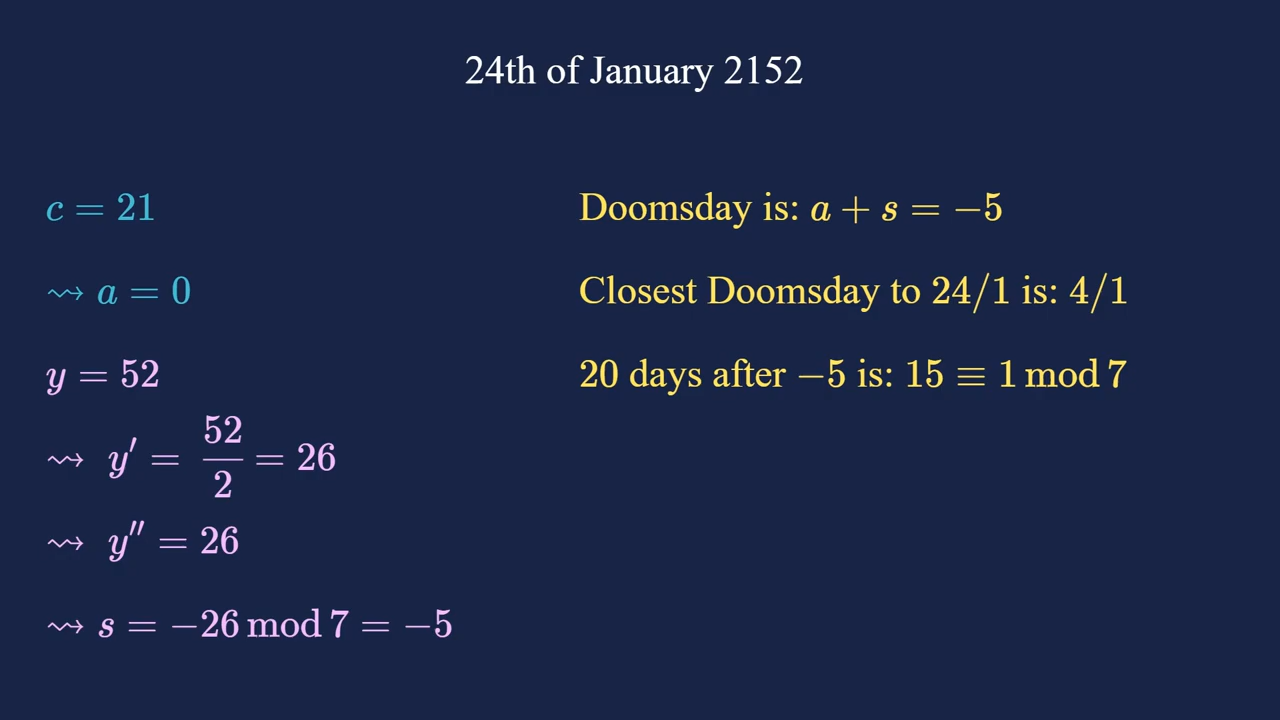 24th of January 2152
c = 21
⇝ a = 0
y = 52
⇝ y′ = 52/2 = 26
⇝ y″ = 26
⇝ s = −26 mod 7 = −5
Doomsday is: a + s = −5
Closest Doomsday to 24/1 is: 4/1
20 days after −5 is: 15 ≡ 1 mod 7